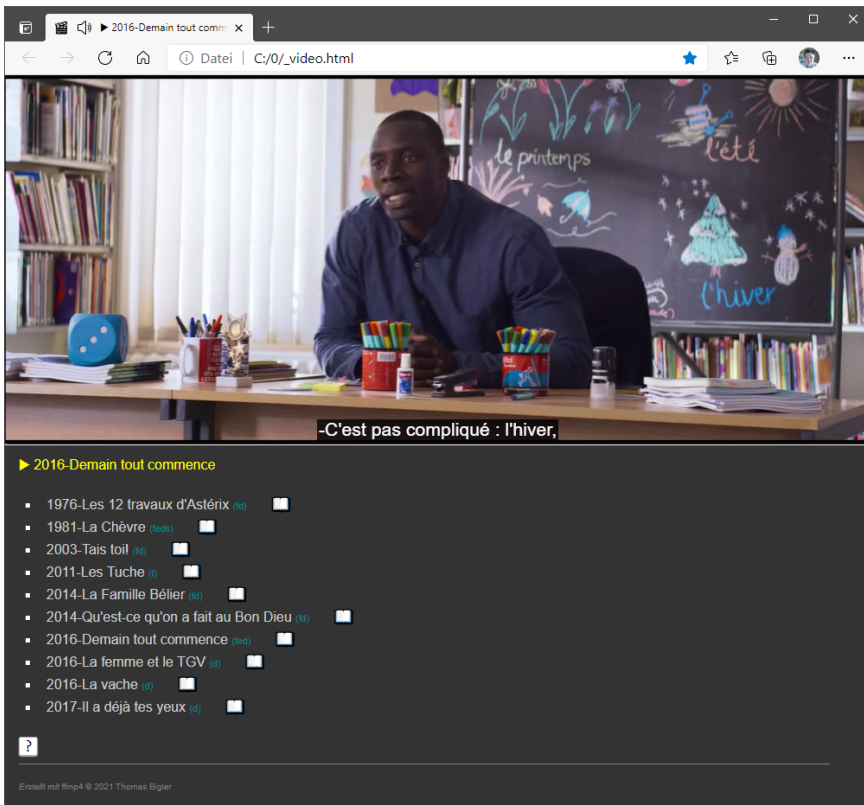 ▶ 2016-Demain tout comm
Datei
C:/0/_video.html
le printemps
l'été
l'hiver
-C'est pas compliqué : l'hiver,
▶ 2016-Demain tout commence
1976-Les 12 travaux d'Astérix (fd)
1981-La Chèvre (feds)
2003-Tais toi! (fd)
2011-Les Tuche (f)
2014-La Famille Bélier (fd)
2014-Qu'est-ce qu'on a fait au Bon Dieu (fd)
2016-Demain tout commence (fed)
2016-La femme et le TGV (d)
2016-La vache (d)
2017-Il a déjà tes yeux (d)
?
Erstellt mit ffmp4 © 2021 Thomas Bigler